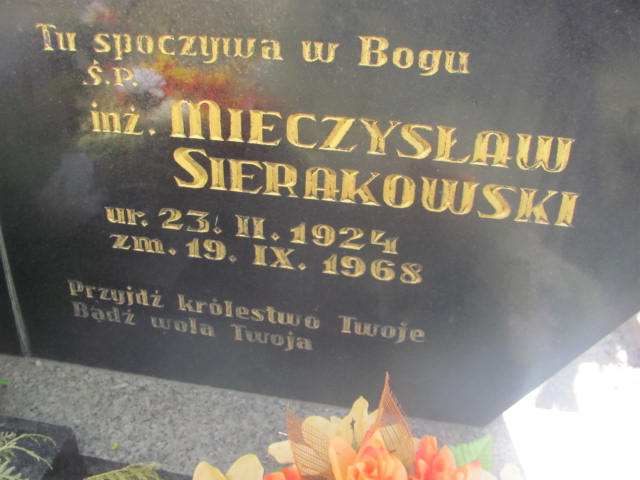 Tu spoczywa w Bogu
Ś.P.
inż. MIECZYSŁAW
SIERAKOWSKI
ur. 23. II. 1924
zm. 19. IX. 1968
Przyjdź królestwo Twoje
Bądź wola Twoja